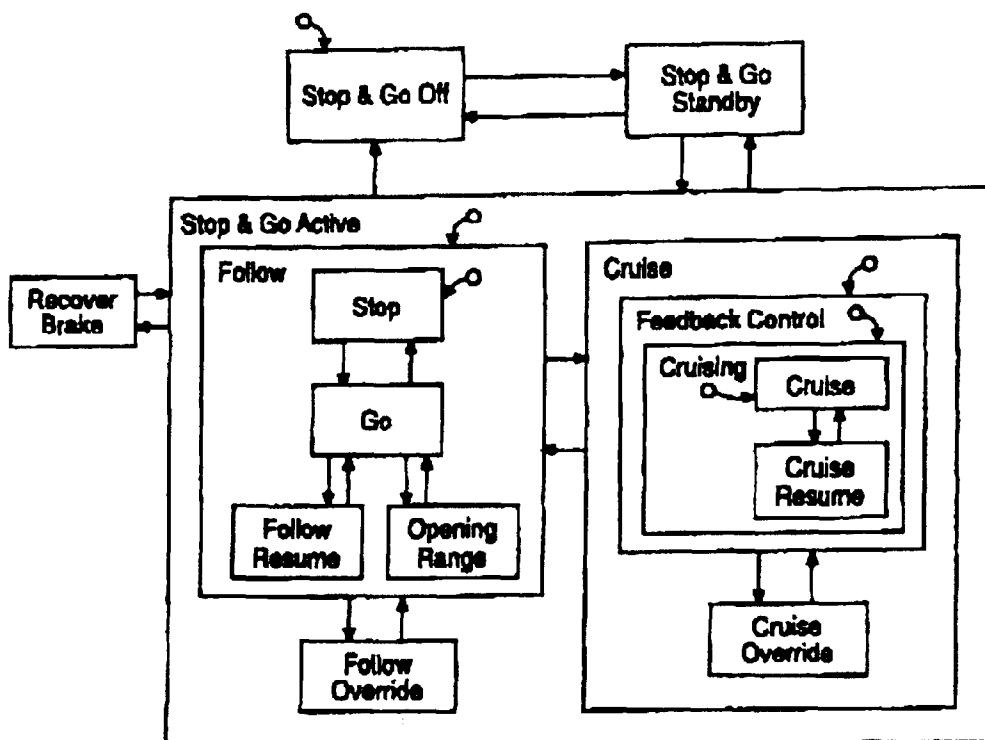 Stop & Go Off
Stop & Go
Standby
Stop & Go Active
Follow
Stop
Go
Follow
Resume
Opening
Range
Follow
Override
Recover
Brake
Cruise
Feedback Control
Cruising
Cruise
Cruise
Resume
Cruise
Override